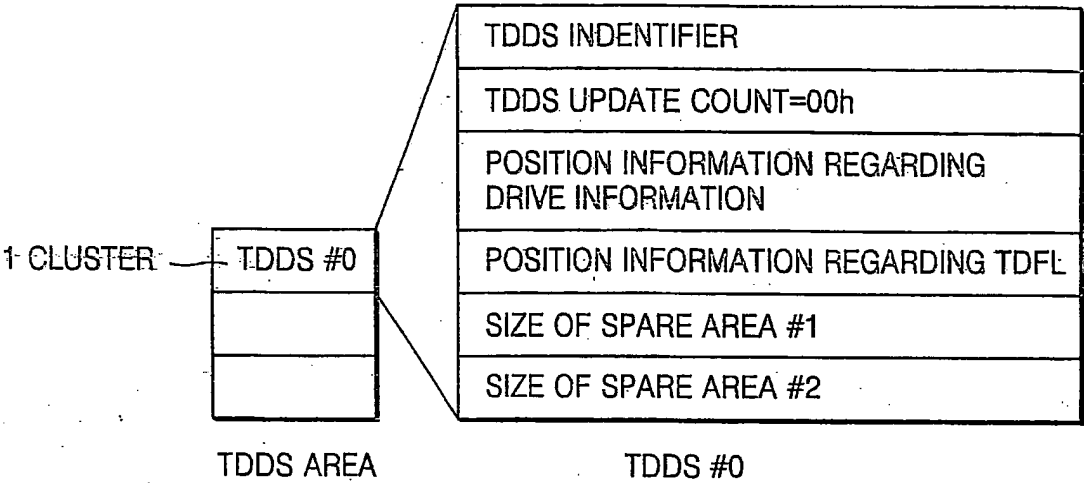 TDDS INDENTIFIER
TDDS UPDATE COUNT=00h
POSITION INFORMATION REGARDING
DRIVE INFORMATION
1 CLUSTER
TDDS #0
POSITION INFORMATION REGARDING TDFL
SIZE OF SPARE AREA #1
SIZE OF SPARE AREA #2
TDDS AREA
TDDS #0